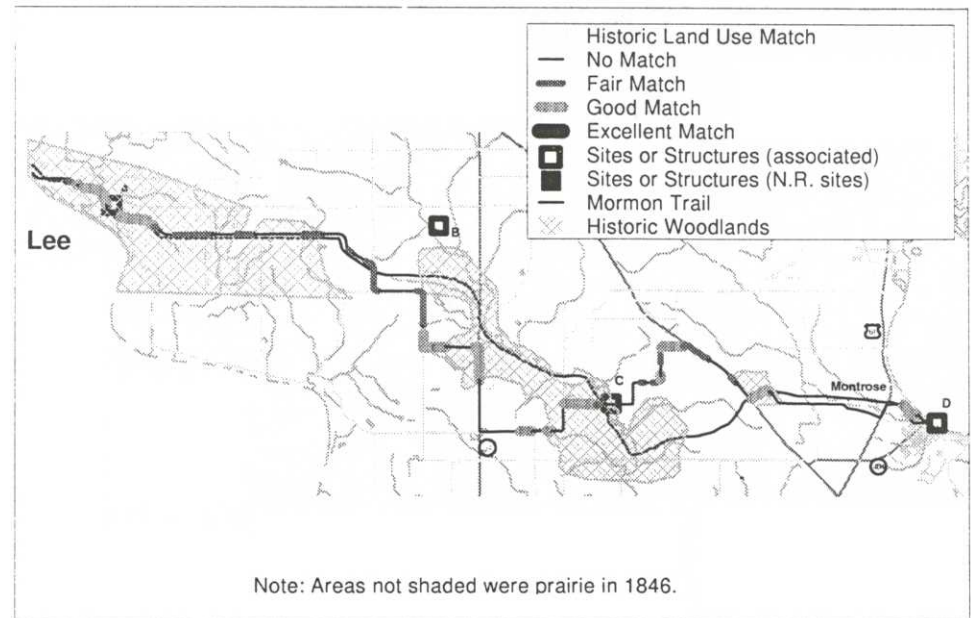 Historic Land Use Match
No Match
Fair Match
Good Match
Excellent Match
Sites or Structures (associated)
Sites or Structures (N.R. sites)
Mormon Trail
Historic Woodlands
Lee
B
C
Montrose
D
Note: Areas not shaded were prairie in 1846.